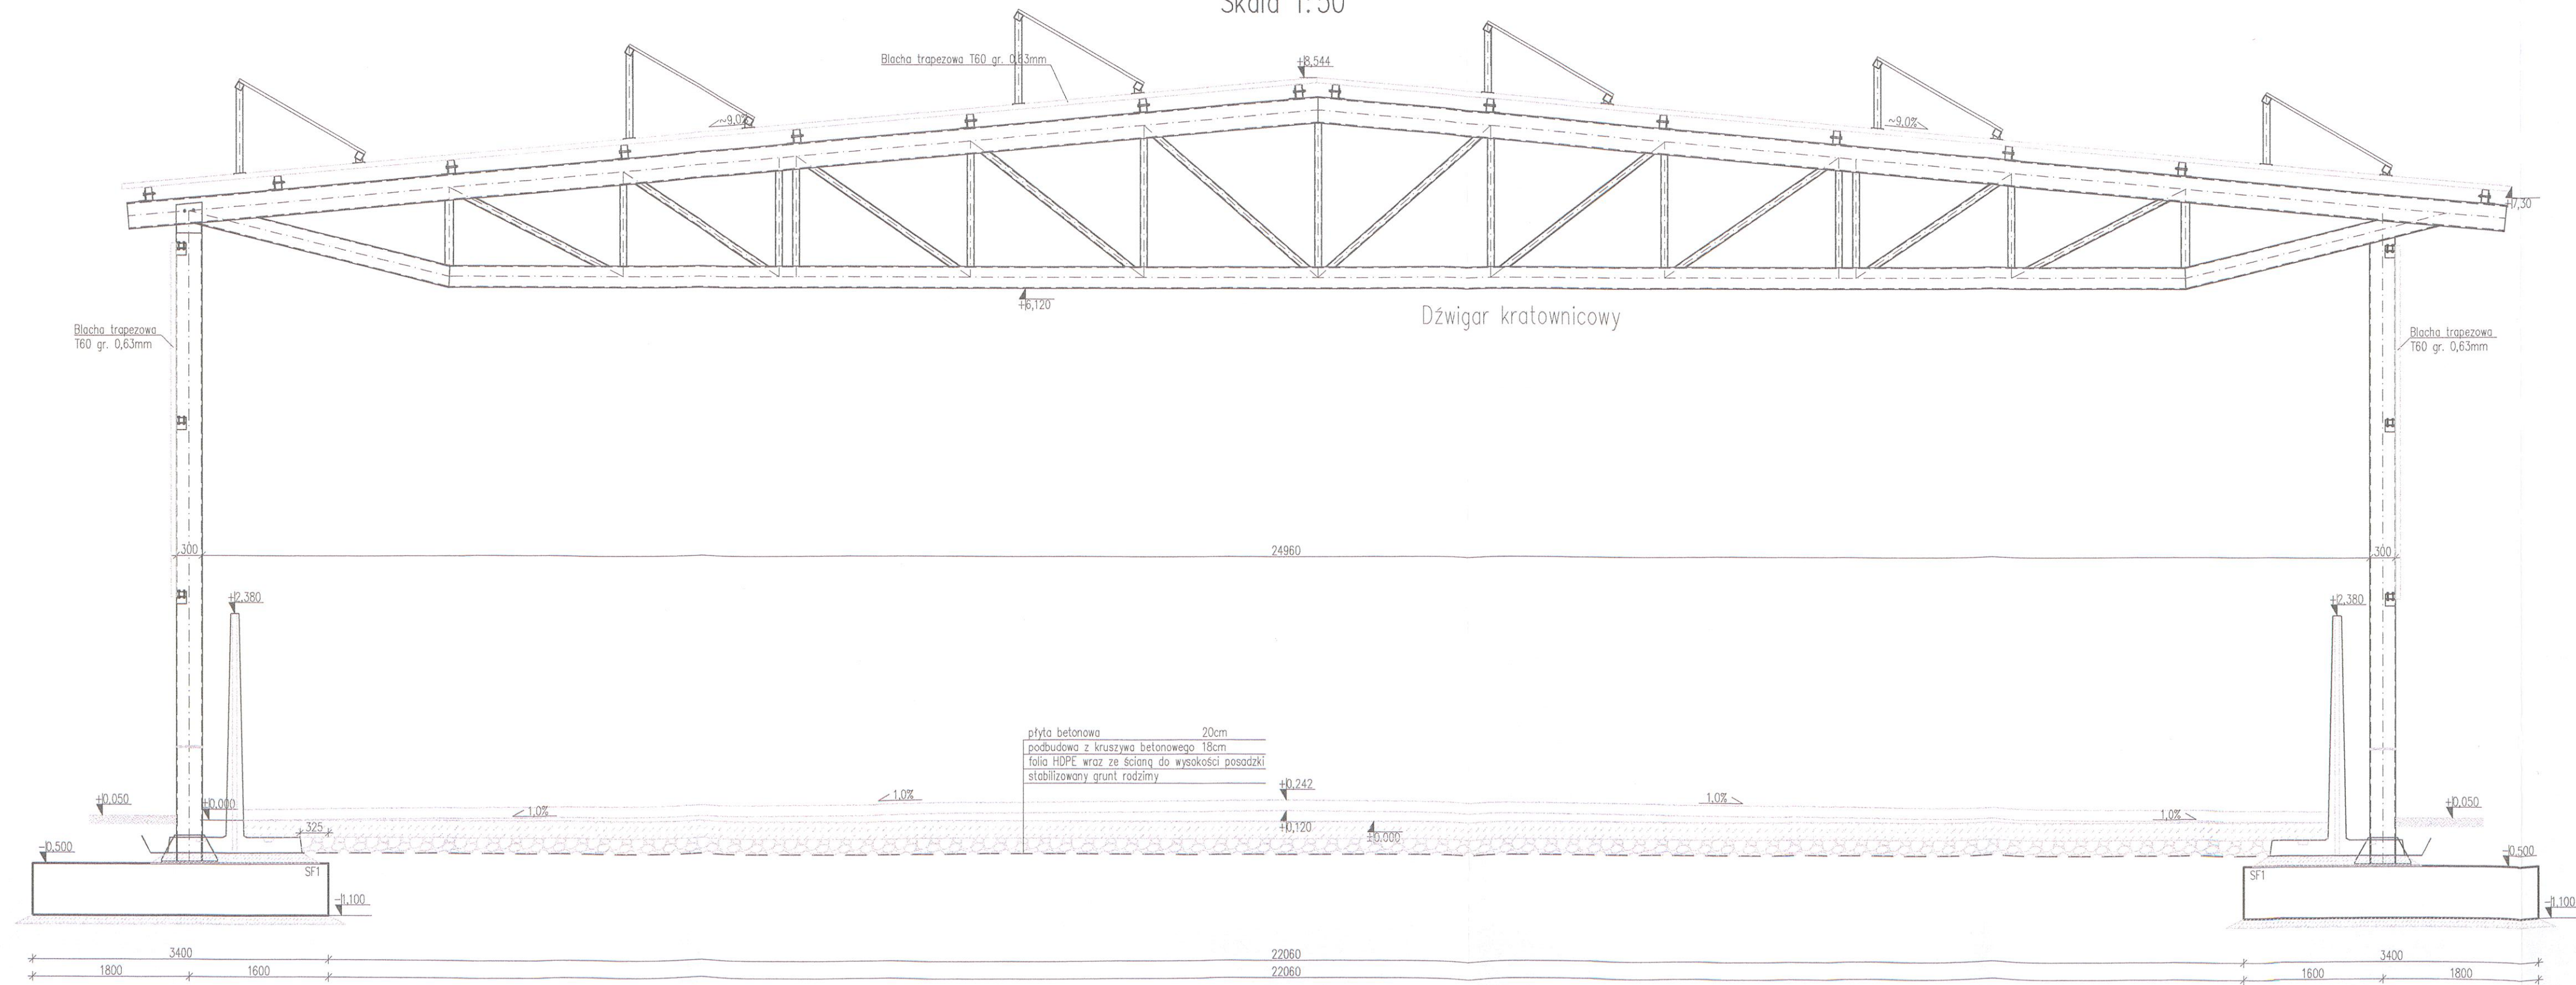 Skala 1:50
Blacha trapezowa T60 gr. 0,63mm
+8,544
~9,0%
~9,0%
+7,30
+6,120
Dźwigar kratownicowy
Blacha trapezowa
T60 gr. 0,63mm
Blacha trapezowa
T60 gr. 0,63mm
300
24960
300
+2,380
+2,380
płyta betonowa 20cm
podbudowa z kruszywa betonowego 18cm
folia HDPE wraz ze ścianą do wysokości posadzki
stabilizowany grunt rodzimy
+0,050
+0,000
1,0%
1,0%
+0,242
1,0%
1,0%
+0,050
325
+0,120
+0,000
-0,500
SF1
-1,100
-0,500
SF1
-1,100
3400
22060
3400
1800
1600
22060
1600
1800